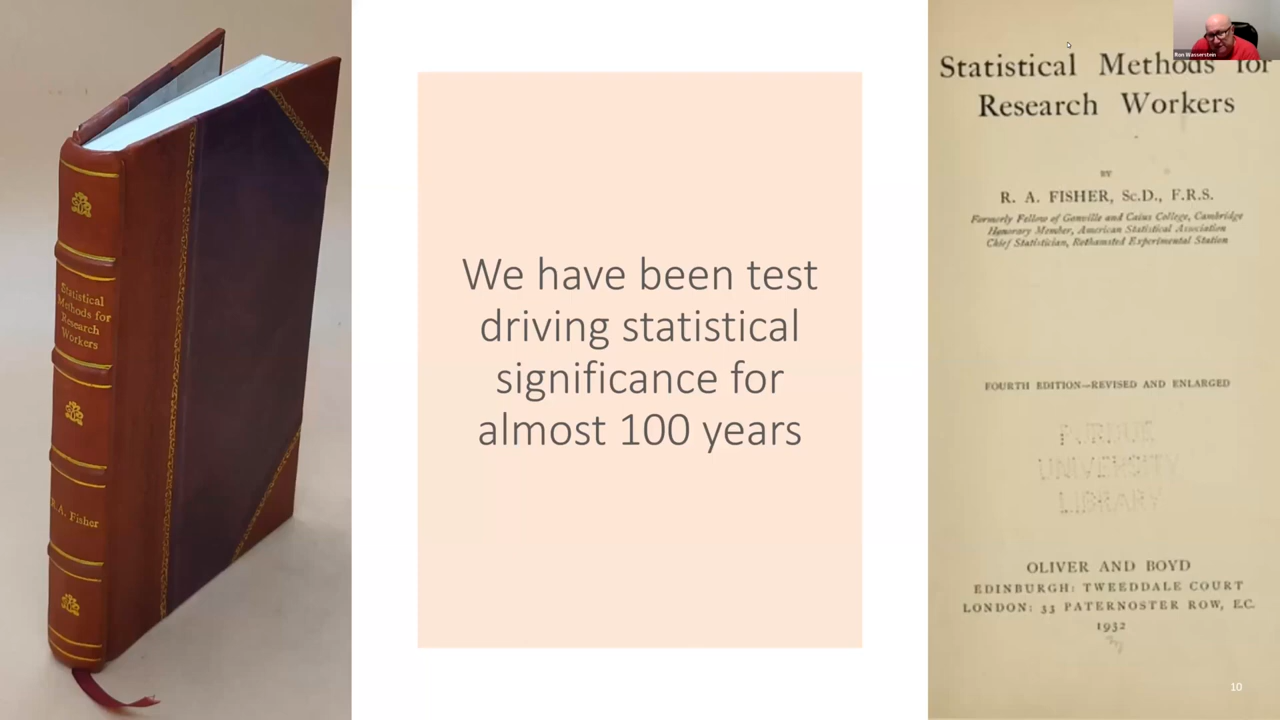 Statistical
Methods for
Research
Workers
R.A. Fisher
We have been test
driving statistical
significance for
almost 100 years
Ron Wasserstein
Statistical Methods for
Research Workers
BY
R. A. FISHER, Sc.D., F.R.S.
Formerly Fellow of Gonville and Caius College, Cambridge
Honorary Member, American Statistical Association
Chief Statistician, Rothamsted Experimental Station
FOURTH EDITION—REVISED AND ENLARGED
PURDUE
UNIVERSITY
LIBRARY
OLIVER AND BOYD
EDINBURGH: TWEEDDALE COURT
LONDON: 33 PATERNOSTER ROW, E.C.
1932
10